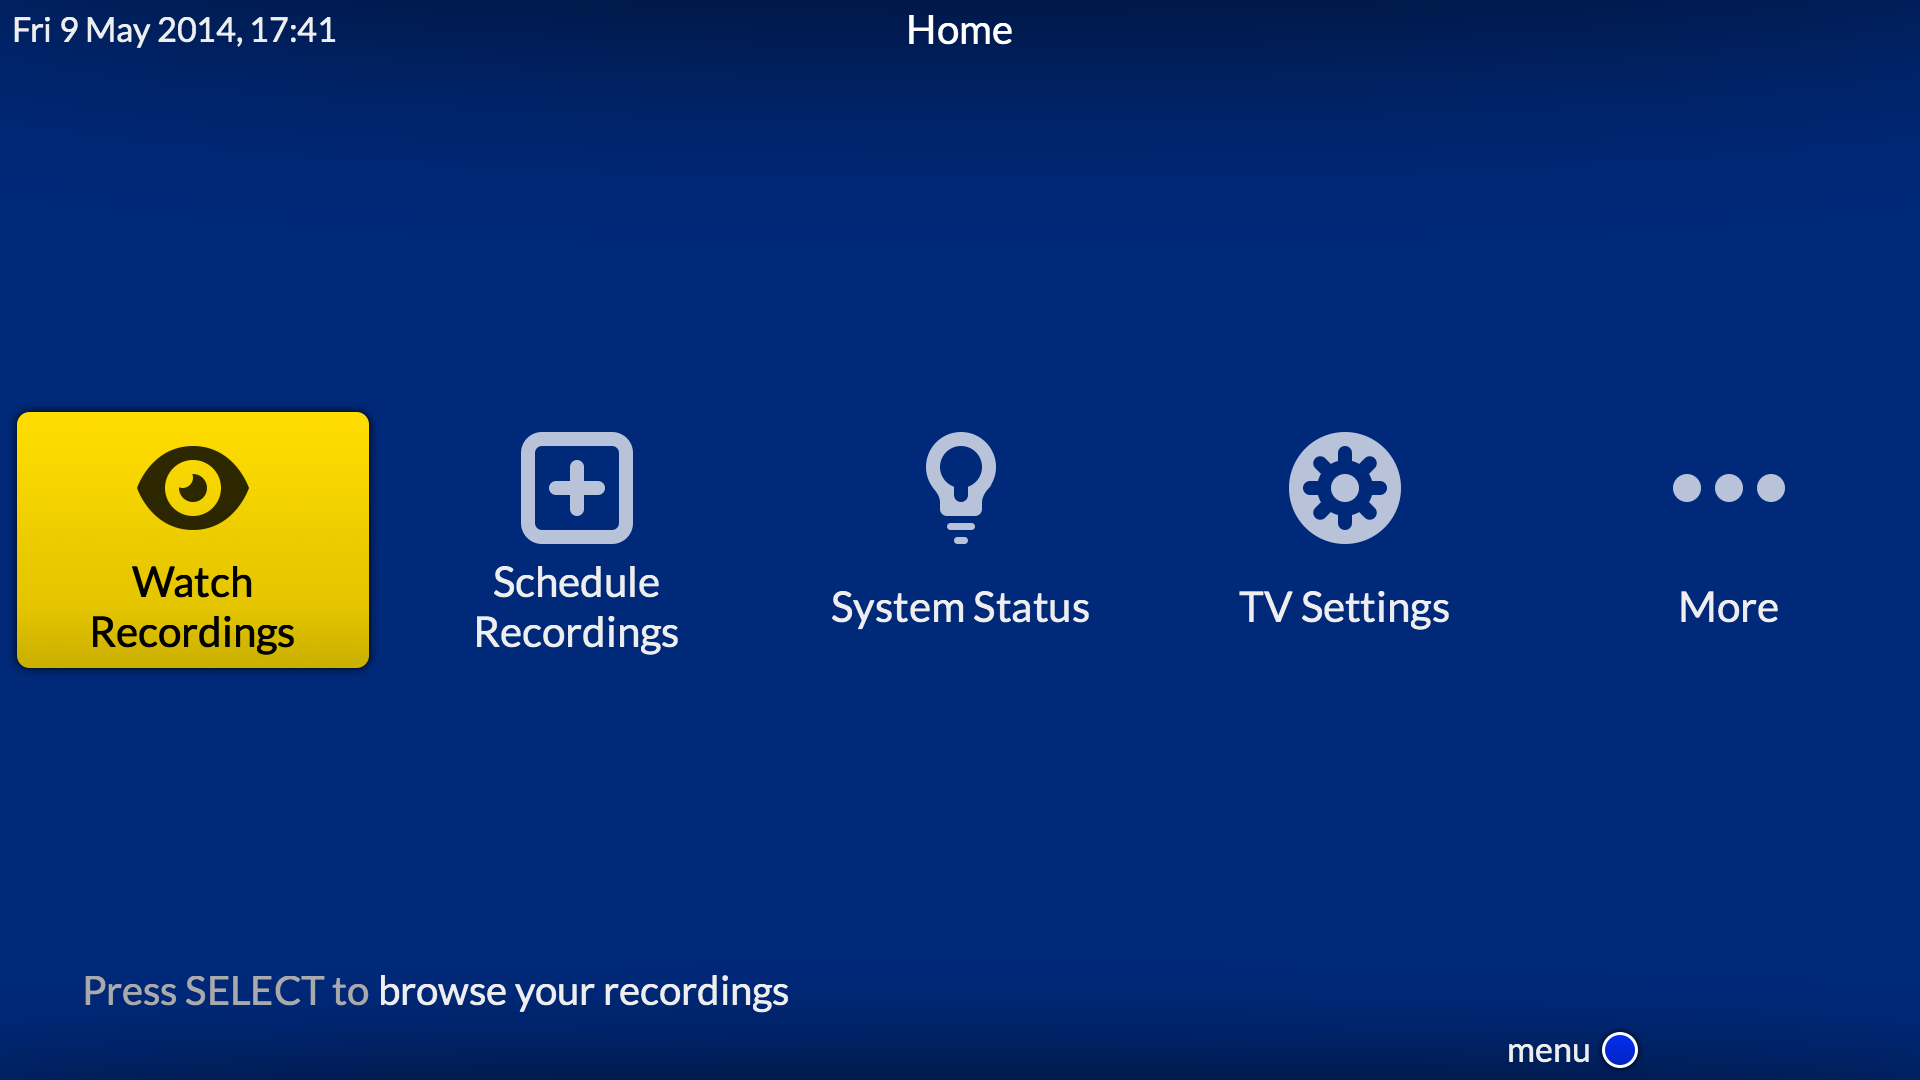 Fri 9 May 2014, 17:41
Home
Watch
Recordings
Schedule
Recordings
System Status
TV Settings
More
Press SELECT to browse your recordings
menu